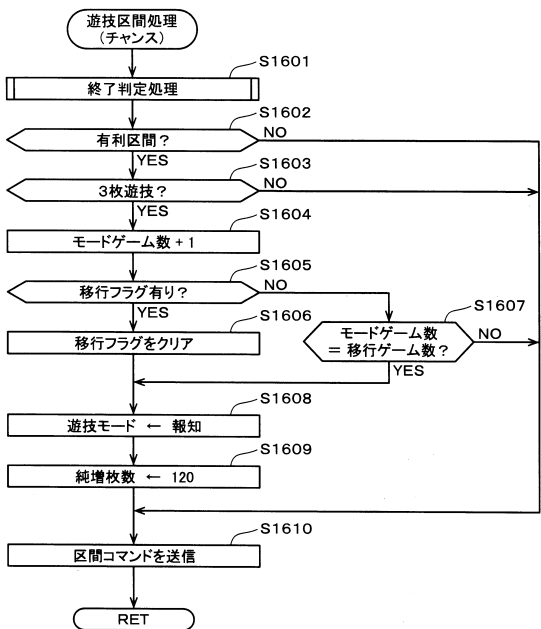 遊技区間処理
(チャンス)
S1601
終了判定処理
S1602
有利区間?
NO
YES
S1603
3枚遊技?
NO
YES
S1604
モードゲーム数+1
S1605
移行フラグ有り?
NO
YES
S1606
移行フラグをクリア
S1607
モードゲーム数
=移行ゲーム数?
NO
YES
S1608
遊技モード ← 報知
S1609
純増枚数 ← 120
S1610
区間コマンドを送信
RET